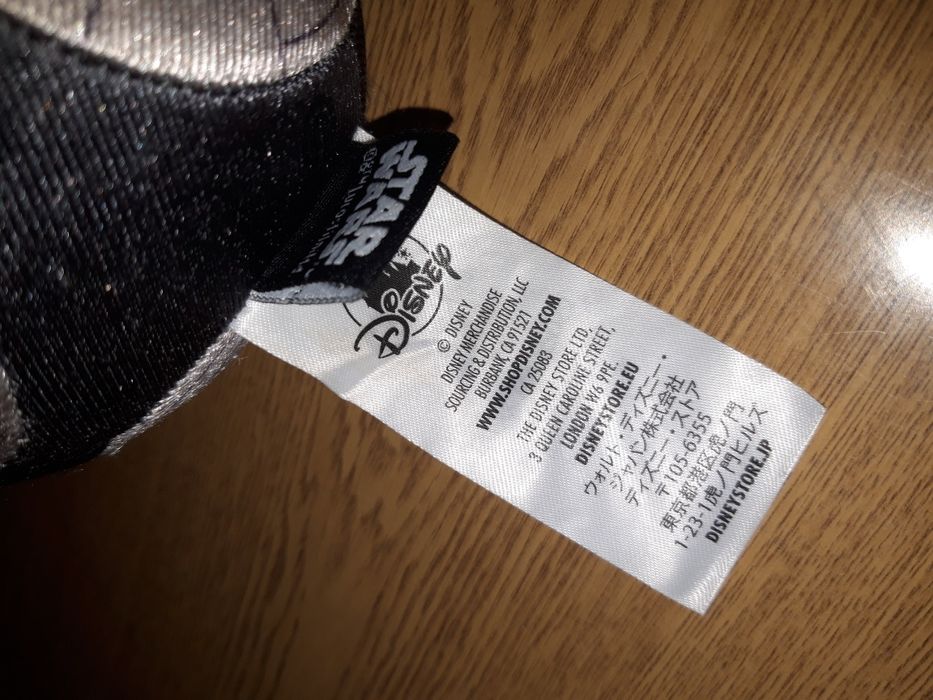 STAR
WARS
Disney
© DISNEY
DISNEY MERCHANDISE
SOURCING & DISTRIBUTION, LLC
BURBANK, CA 91521
WWW.SHOPDISNEY.COM
CA 25083
THE DISNEY STORE LTD.
3 QUEEN CAROLINE STREET,
LONDON W6 9PE
DISNEYSTORE.EU
ウォルト・ディズニー・
ジャパン株式会社
ディズニー・ストア
〒105-6355
東京都港区虎ノ門
1-23-1虎ノ門ヒルズ
DISNEYSTORE.JP